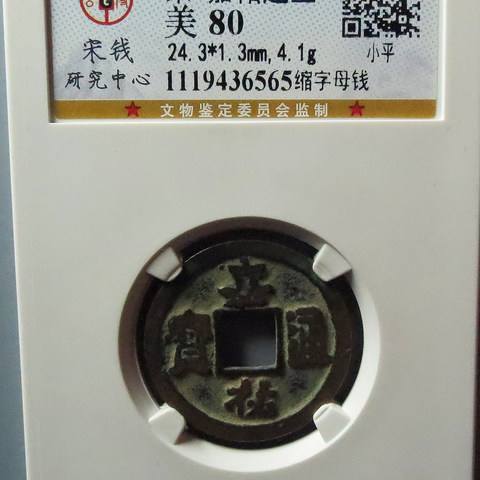 美 80
宋钱 24.3*1.3mm,4.1g 小平
研究中心 1119436565缩字母钱
★ 文物鉴定委员会监制 ★
嘉祐通寶